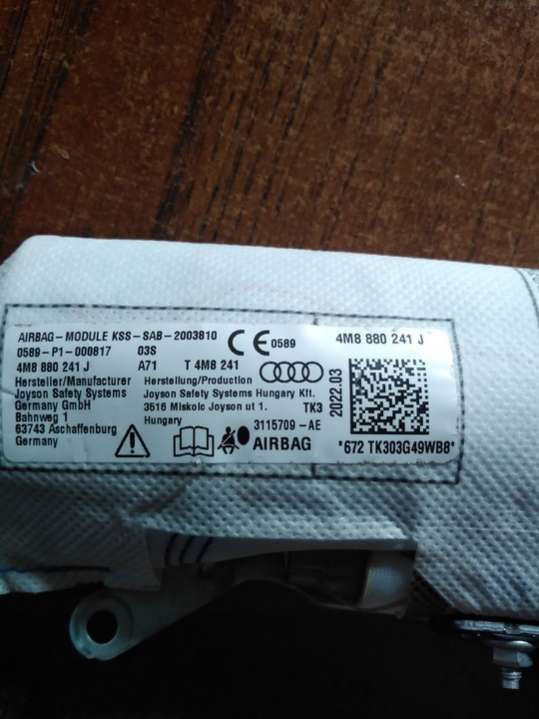 AIRBAG-MODULE KSS-SAB-2003810
0589-P1-000817 03S
4M8 880 241 J A71 T 4M8 241
Hersteller/Manufacturer
Joyson Safety Systems
Germany GmbH
Bahnweg 1
63743 Aschaffenburg
Germany
Herstellung/Production
Joyson Safety Systems Hungary Kft.
3516 Miskolc Joyson ut 1. TK3
Hungary
3115709-AE
AIRBAG
CE 0589
4M8 880 241 J
2022.03
*672 TK303G49WB8*